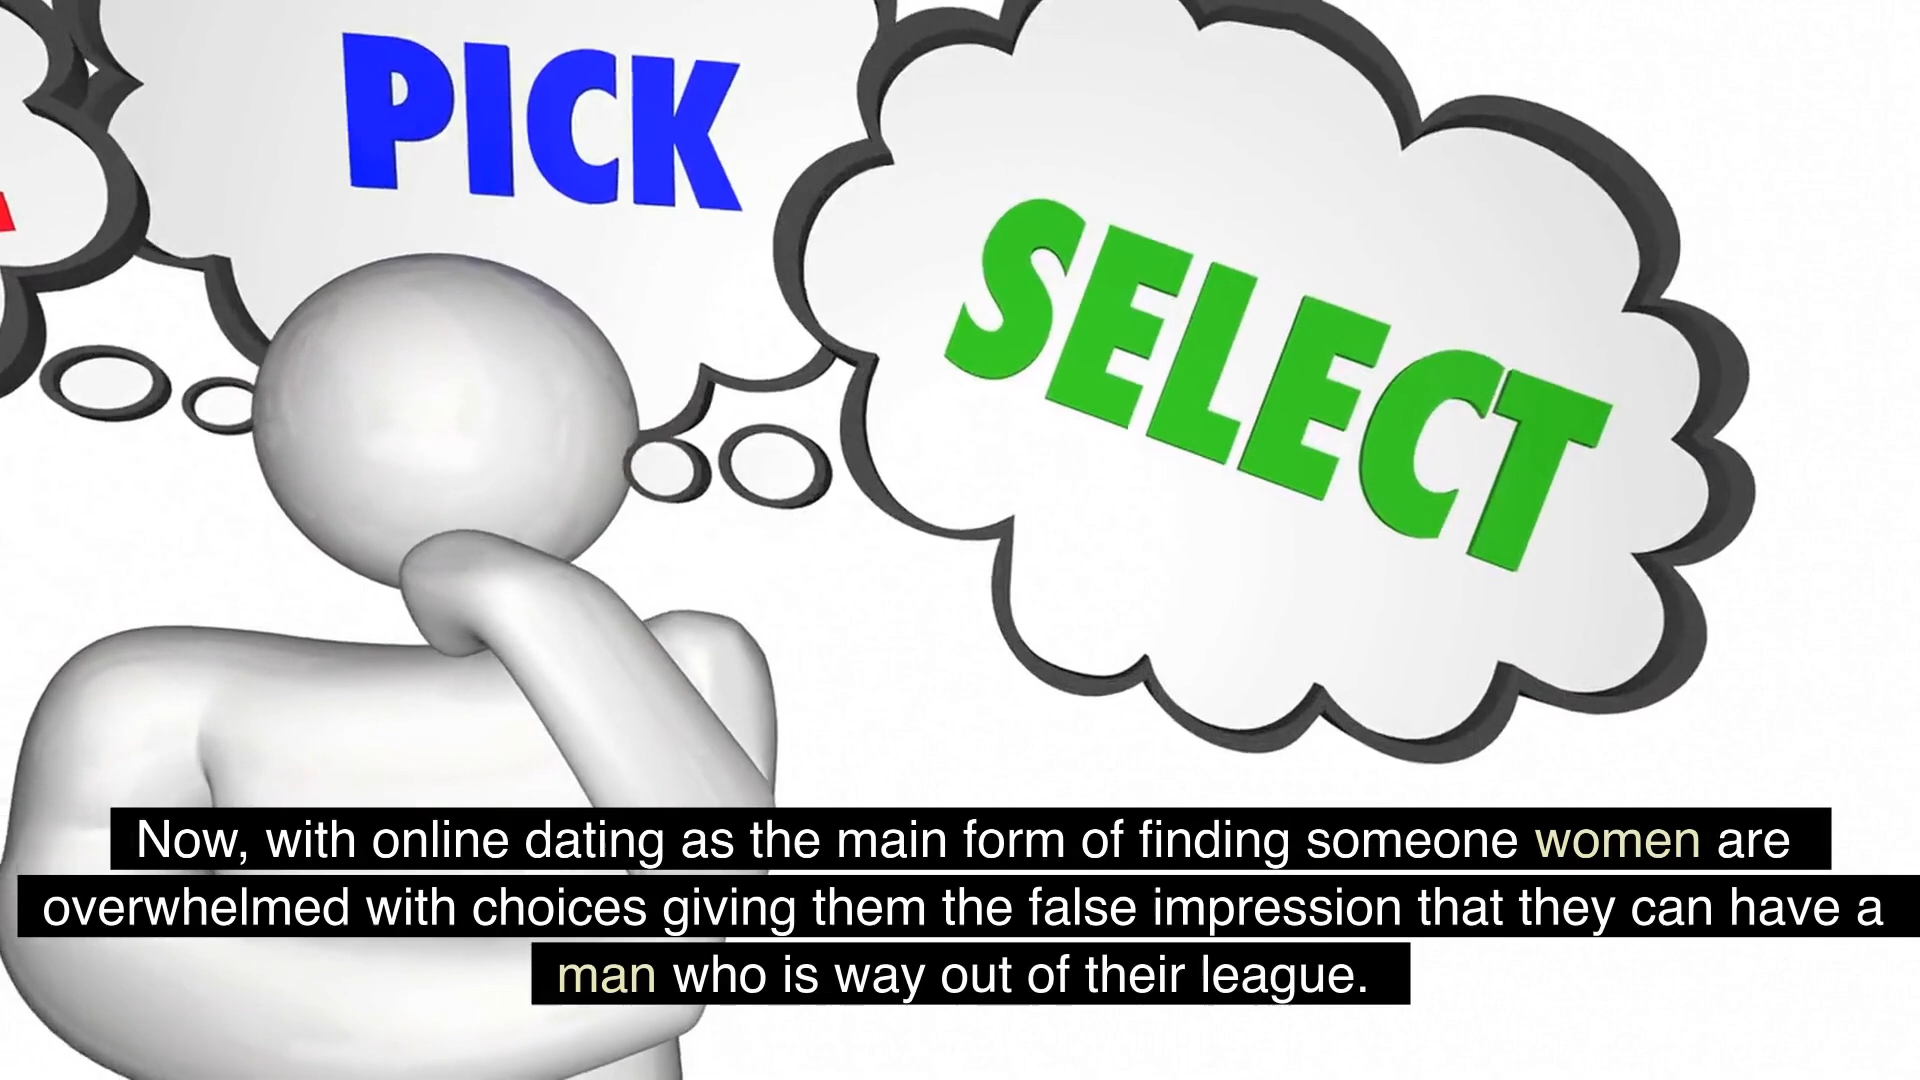 PICK
SELECT
Now, with online dating as the main form of finding someone women are
overwhelmed with choices giving them the false impression that they can have a
man who is way out of their league.